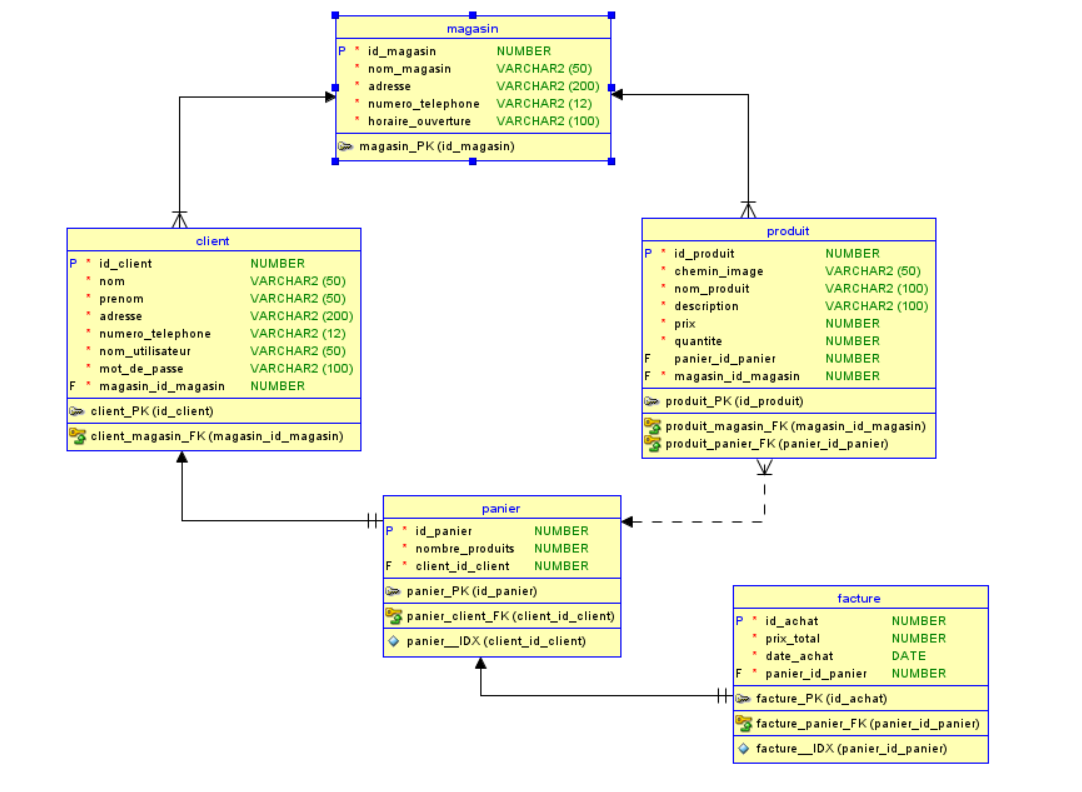 magasin
P * id_magasin NUMBER
* nom_magasin VARCHAR2 (50)
* adresse VARCHAR2 (200)
* numero_telephone VARCHAR2 (12)
* horaire_ouverture VARCHAR2 (100)
magasin_PK (id_magasin)
client
P * id_client NUMBER
* nom VARCHAR2 (50)
* prenom VARCHAR2 (50)
* adresse VARCHAR2 (200)
* numero_telephone VARCHAR2 (12)
* nom_utilisateur VARCHAR2 (50)
* mot_de_passe VARCHAR2 (100)
F * magasin_id_magasin NUMBER
client_PK (id_client)
client_magasin_FK (magasin_id_magasin)
produit
P * id_produit NUMBER
* chemin_image VARCHAR2 (50)
* nom_produit VARCHAR2 (100)
* description VARCHAR2 (100)
* prix NUMBER
* quantite NUMBER
F panier_id_panier NUMBER
F * magasin_id_magasin NUMBER
produit_PK (id_produit)
produit_magasin_FK (magasin_id_magasin)
produit_panier_FK (panier_id_panier)
panier
P * id_panier NUMBER
* nombre_produits NUMBER
F * client_id_client NUMBER
panier_PK (id_panier)
panier_client_FK (client_id_client)
panier__IDX (client_id_client)
facture
P * id_achat NUMBER
* prix_total NUMBER
* date_achat DATE
F * panier_id_panier NUMBER
facture_PK (id_achat)
facture_panier_FK (panier_id_panier)
facture__IDX (panier_id_panier)